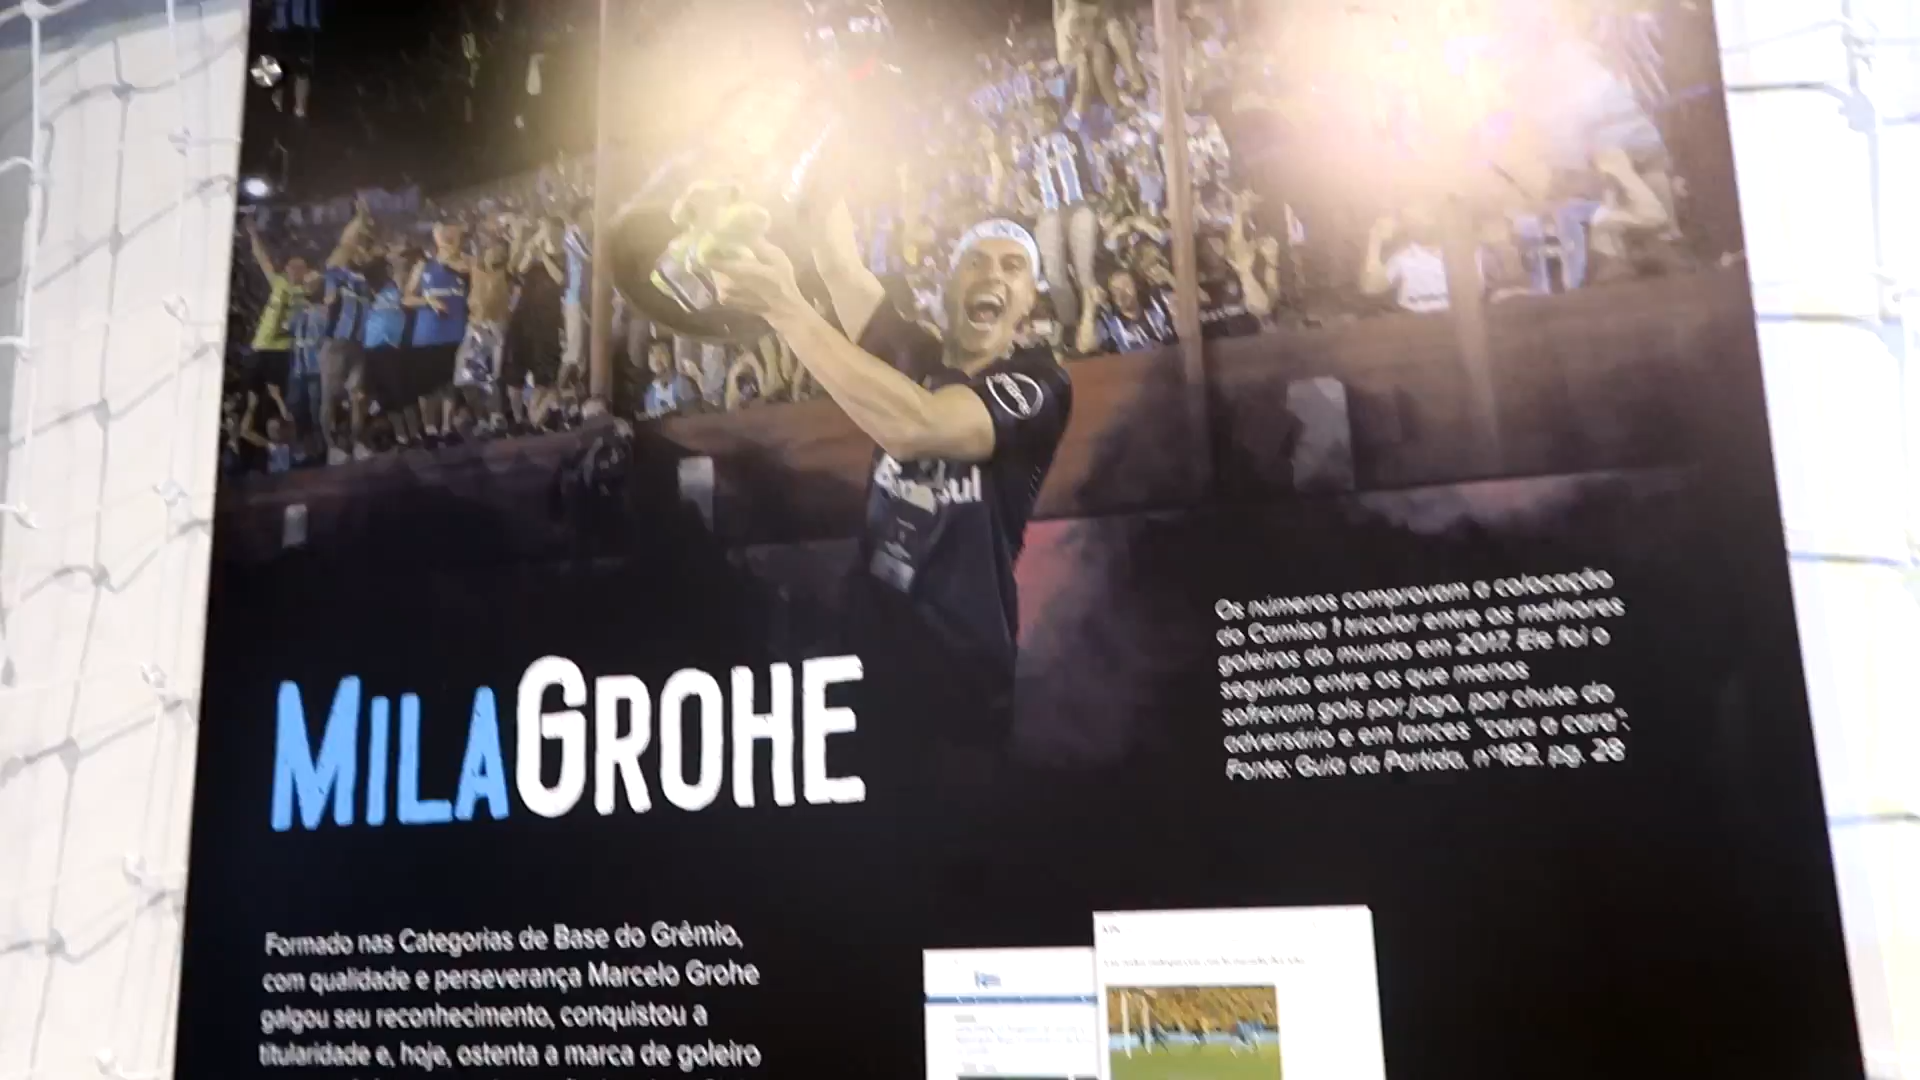 MILAGROHE
Os números comprovam a colocação
do Camisa 1 tricolor entre os melhores
goleiros do mundo em 2017. Ele foi o
segundo entre os que menos
sofreram gols por jogo, por chute do
adversário e em lances "cara a cara".
Fonte: Guia da Partida, nº162, pg. 28
Formado nas Categorias de Base do Grêmio,
com qualidade e perseverança Marcelo Grohe
galgou seu reconhecimento, conquistou a
titularidade e, hoje, ostenta a marca de goleiro